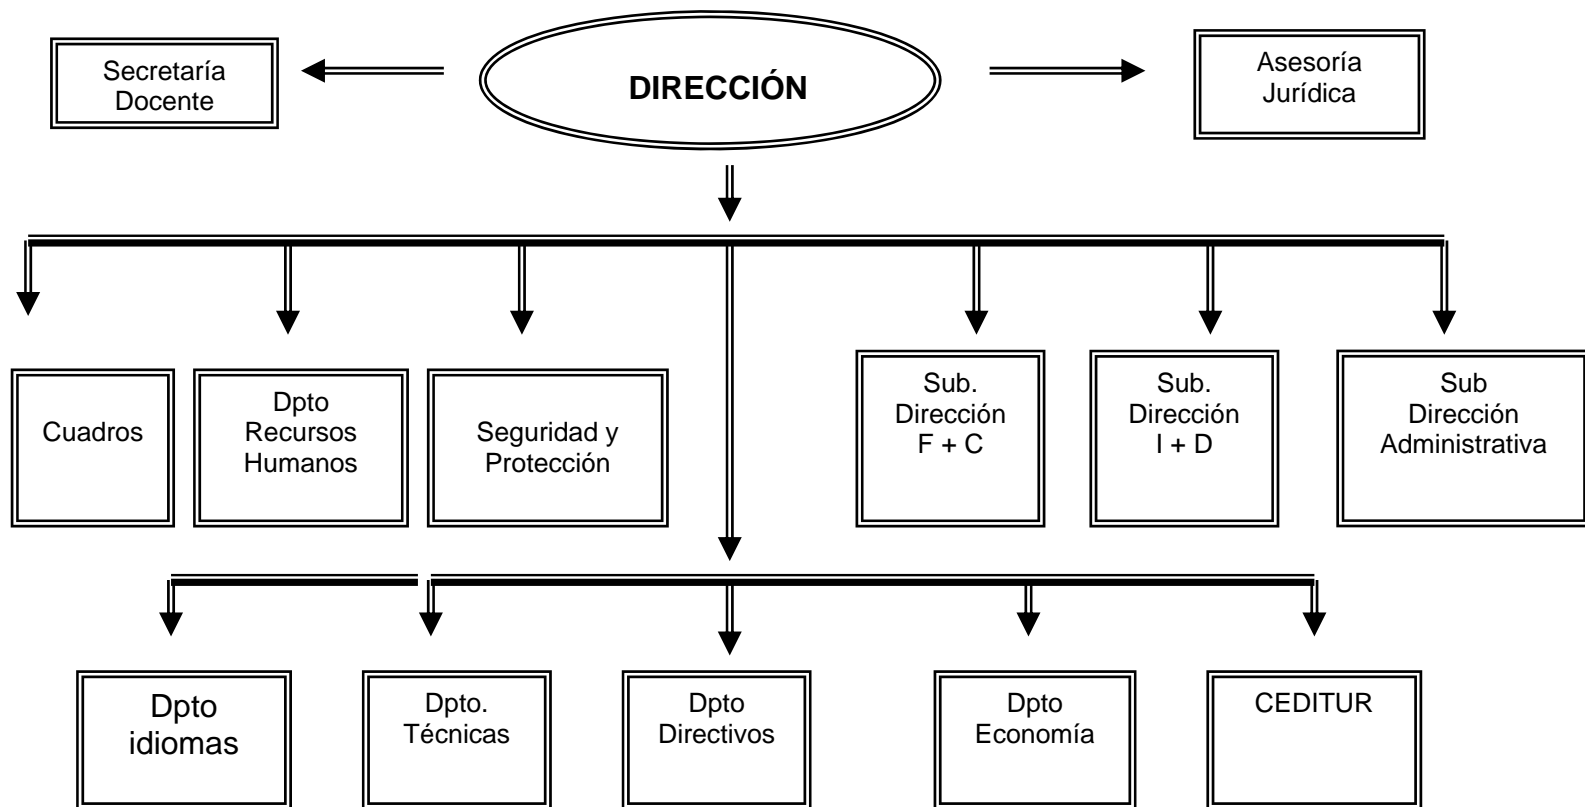 Secretaría
Docente
DIRECCIÓN
Asesoría
Jurídica
Cuadros
Dpto
Recursos
Humanos
Seguridad y
Protección
Sub.
Dirección
F + C
Sub.
Dirección
I + D
Sub
Dirección
Administrativa
Dpto
idiomas
Dpto.
Técnicas
Dpto
Directivos
Dpto
Economía
CEDITUR